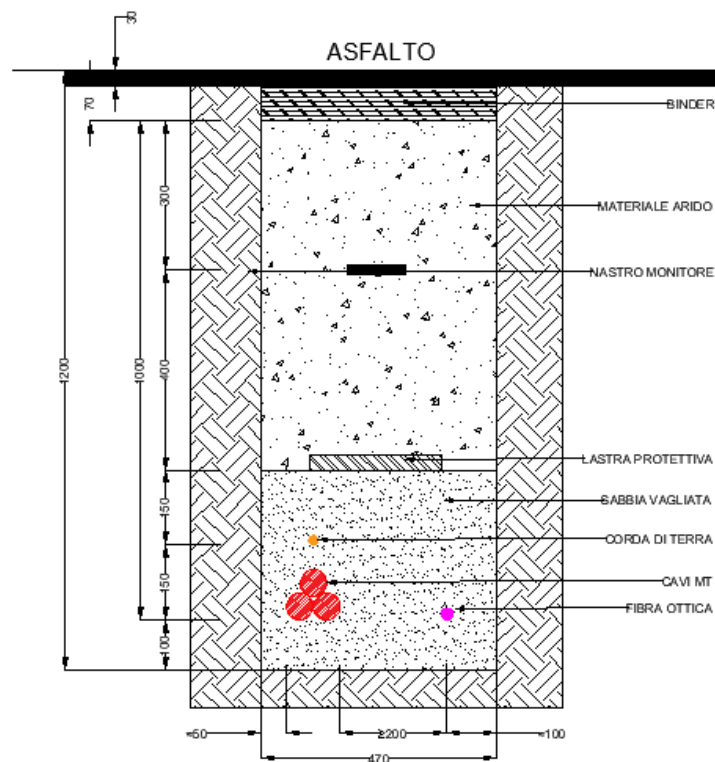 30
ASFALTO
70
BINDER
300
MATERIALE ARIDO
NASTRO MONITORE
1200
1000
400
LASTRA PROTETTIVA
150
SABBIA VAGLIATA
CORDA DI TERRA
150
CAVI MT
FIBRA OTTICA
100
≈50
≥200
≈100
470